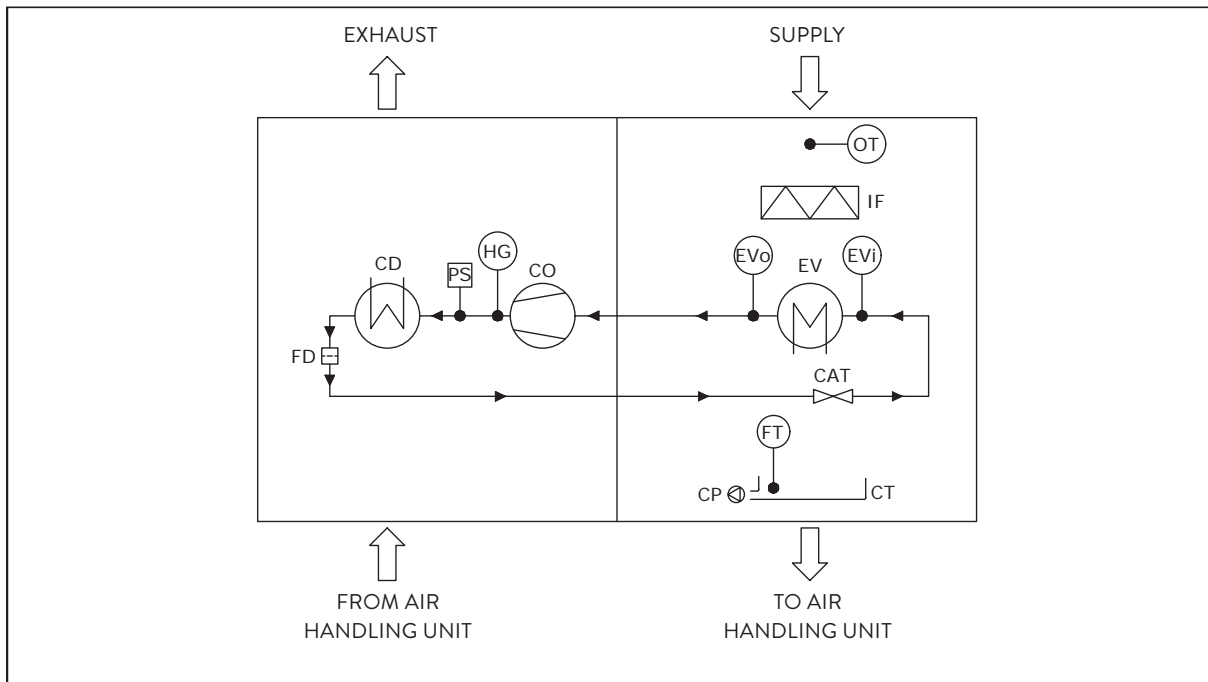 EXHAUST
SUPPLY
OT
IF
HG
EVo
EV
EVi
CD
PS
CO
FD
CAT
FT
CP
CT
FROM AIR
HANDLING UNIT
TO AIR
HANDLING UNIT